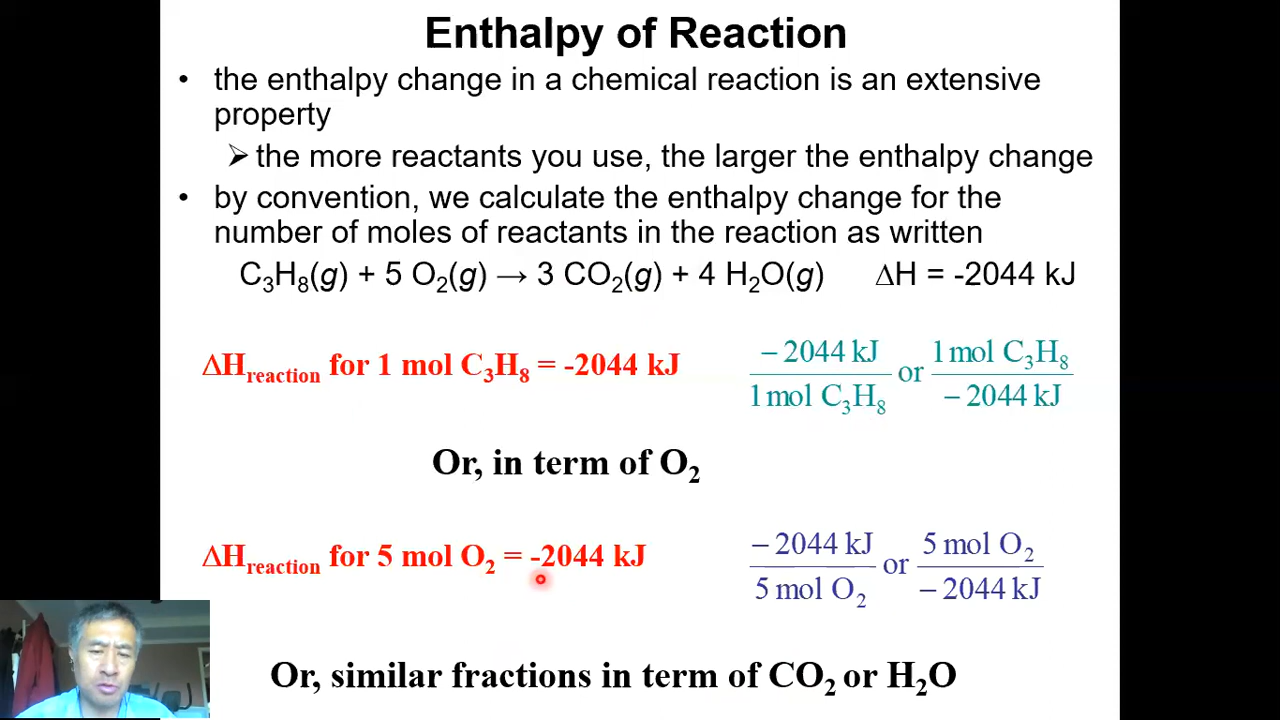 Enthalpy of Reaction
• the enthalpy change in a chemical reaction is an extensive
property
➢ the more reactants you use, the larger the enthalpy change
• by convention, we calculate the enthalpy change for the
number of moles of reactants in the reaction as written
C₃H₈(g) + 5 O₂(g) → 3 CO₂(g) + 4 H₂O(g) ΔH = -2044 kJ
ΔHreaction for 1 mol C₃H₈ = -2044 kJ
− 2044 kJ / 1 mol C₃H₈ or 1 mol C₃H₈ / − 2044 kJ
Or, in term of O₂
ΔHreaction for 5 mol O₂ = -2044 kJ
− 2044 kJ / 5 mol O₂ or 5 mol O₂ / − 2044 kJ
Or, similar fractions in term of CO₂ or H₂O